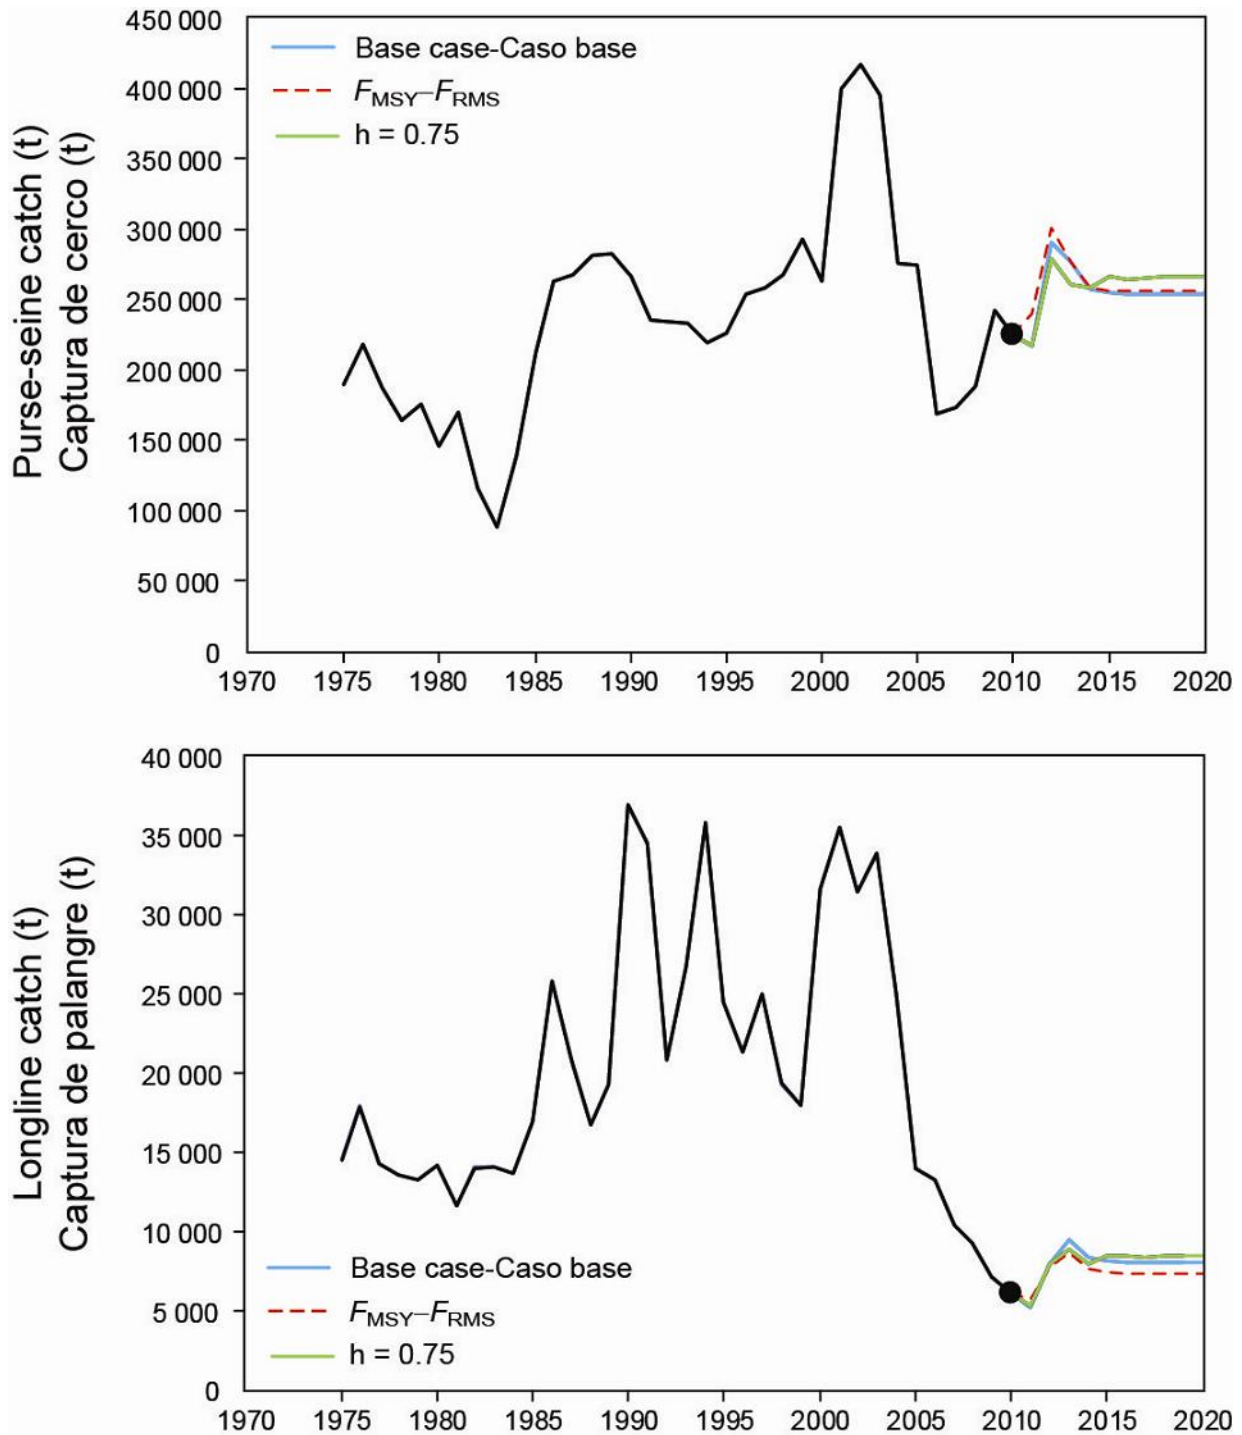 Purse-seine catch (t)
Captura de cerco (t)
450 000
400 000
350 000
300 000
250 000
200 000
150 000
100 000
50 000
0
Base case-Caso base
FMSY–FRMS
h = 0.75
1970 1975 1980 1985 1990 1995 2000 2005 2010 2015 2020
Longline catch (t)
Captura de palangre (t)
40 000
35 000
30 000
25 000
20 000
15 000
10 000
5 000
0
Base case-Caso base
FMSY–FRMS
h = 0.75
1970 1975 1980 1985 1990 1995 2000 2005 2010 2015 2020